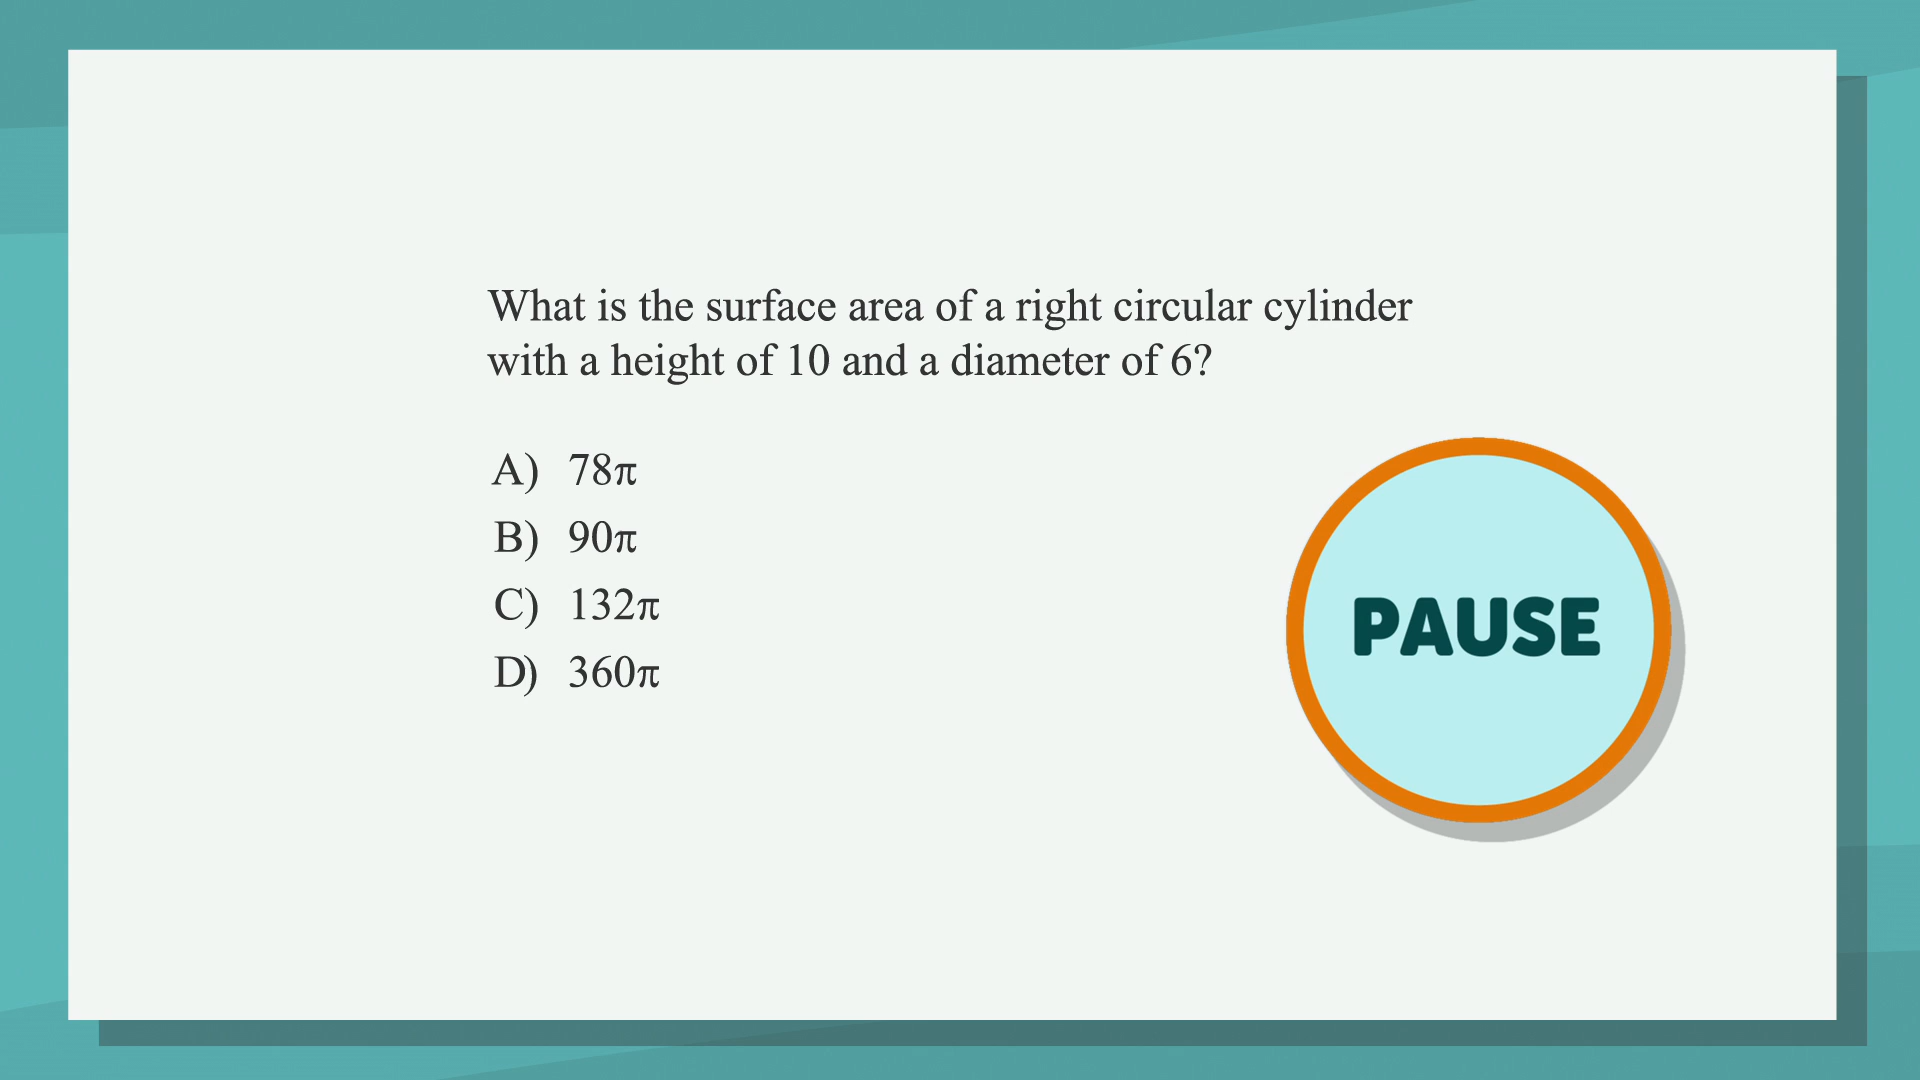 What is the surface area of a right circular cylinder
with a height of 10 and a diameter of 6?
A) 78π
B) 90π
C) 132π
D) 360π
PAUSE